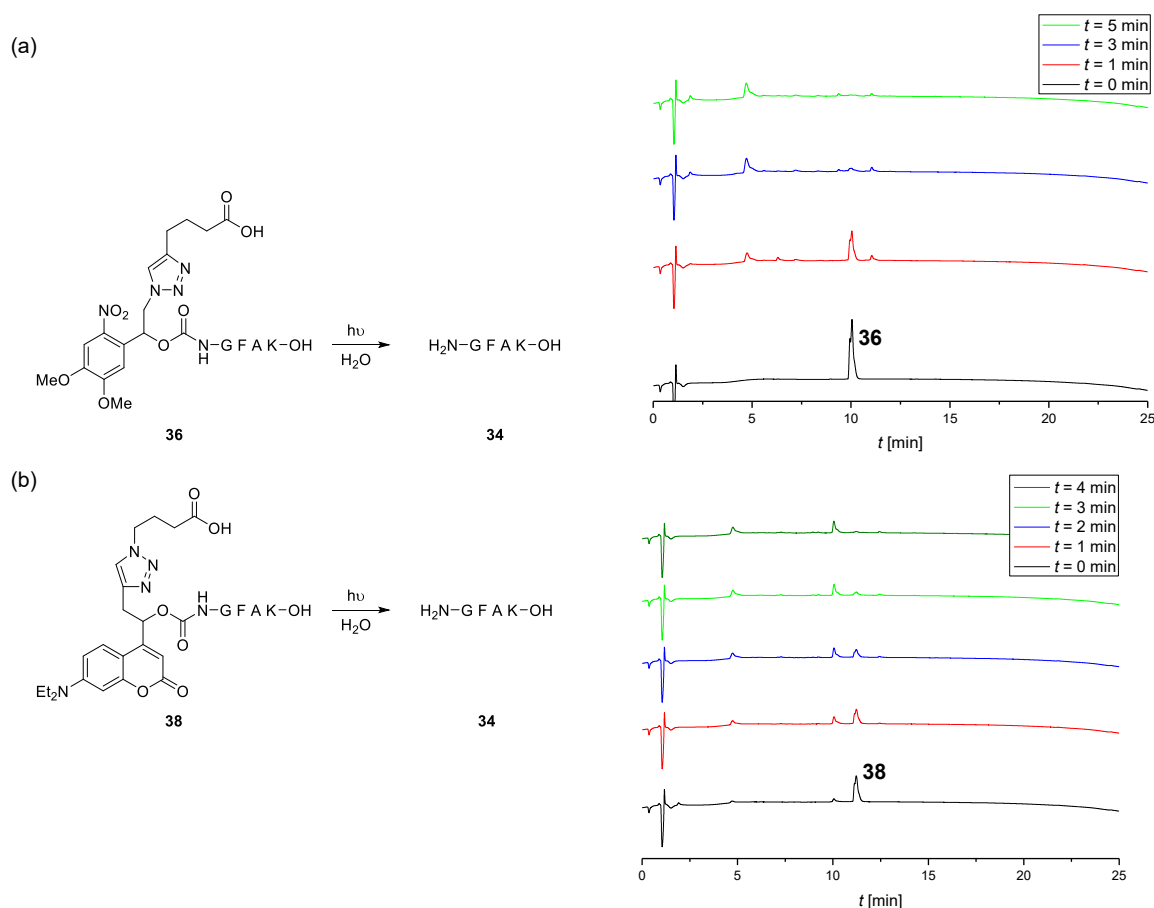 (a)
t = 5 min
t = 3 min
t = 1 min
t = 0 min
O
OH
N
N
N
NO2
O
O
N
H
G F A K OH
MeO
OMe
hυ
H2O
H2N G F A K OH
36
34
36
0 5 10 15 20 25
t [min]
(b)
t = 4 min
t = 3 min
t = 2 min
t = 1 min
t = 0 min
O
OH
N
N
N
O
H
N
G F A K OH
O
Et2N
O
O
hυ
H2O
H2N G F A K OH
38
34
38
0 5 10 15 20 25
t [min]